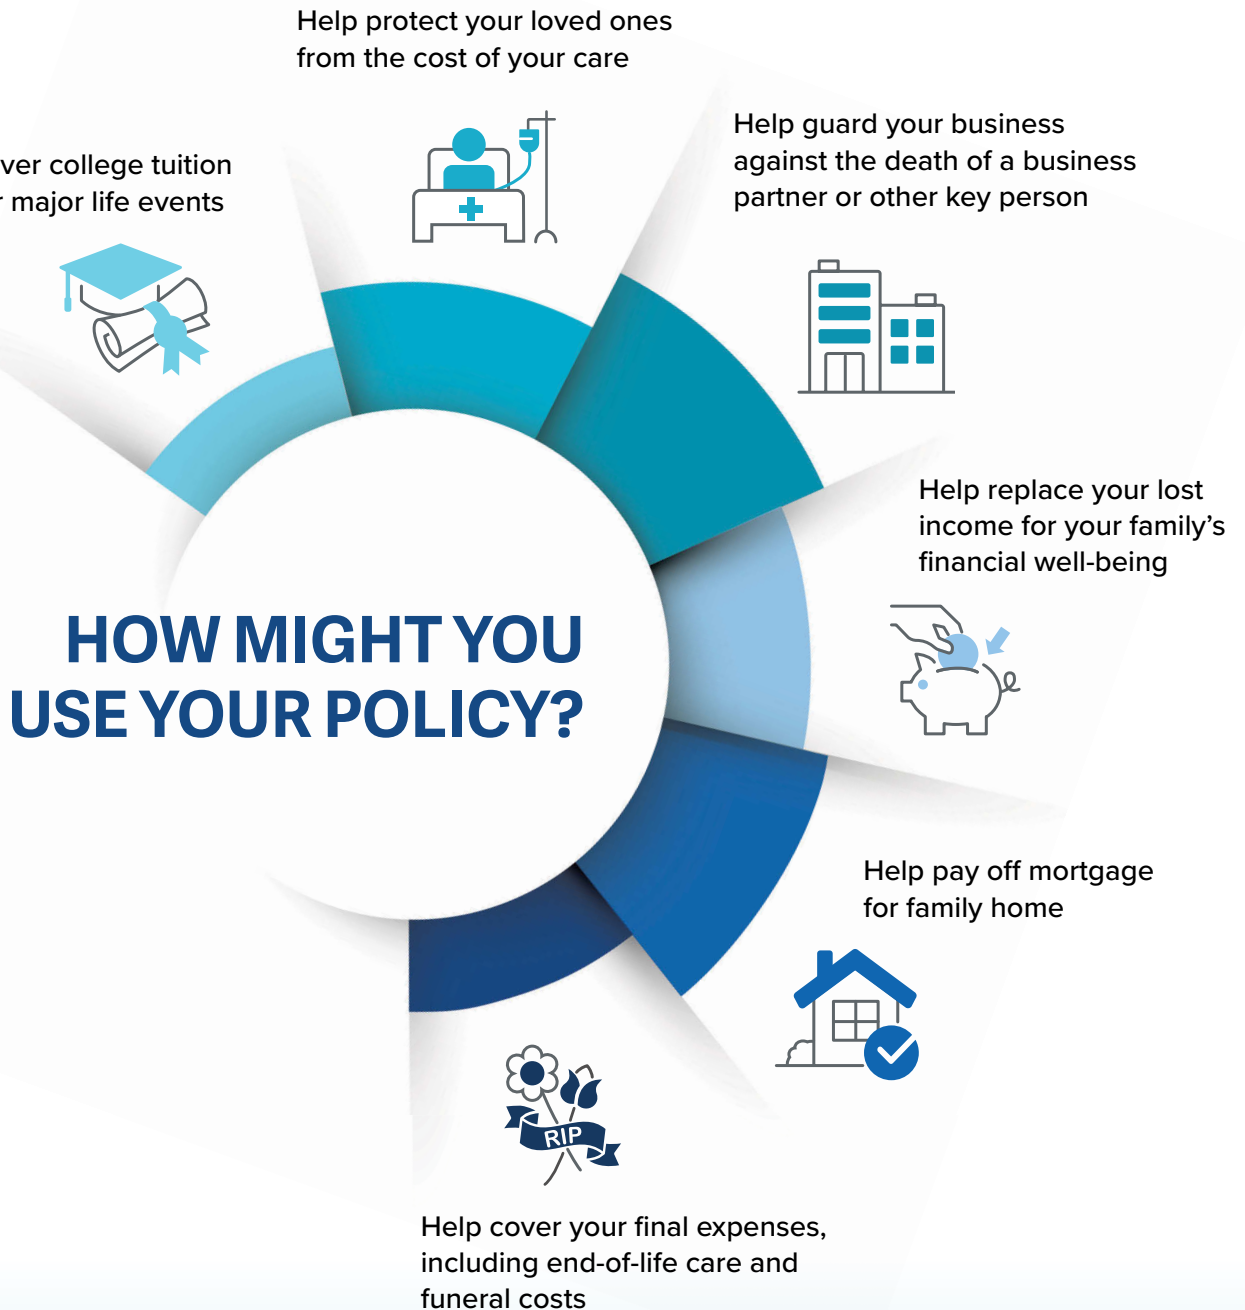 Help protect your loved ones
from the cost of your care
Help guard your business
against the death of a business
partner or other key person
college tuition
major life events
Help replace your lost
income for your family’s
financial well-being
HOW MIGHT YOU
USE YOUR POLICY?
Help pay off mortgage
for family home
RIP
Help cover your final expenses,
including end-of-life care and
funeral costs